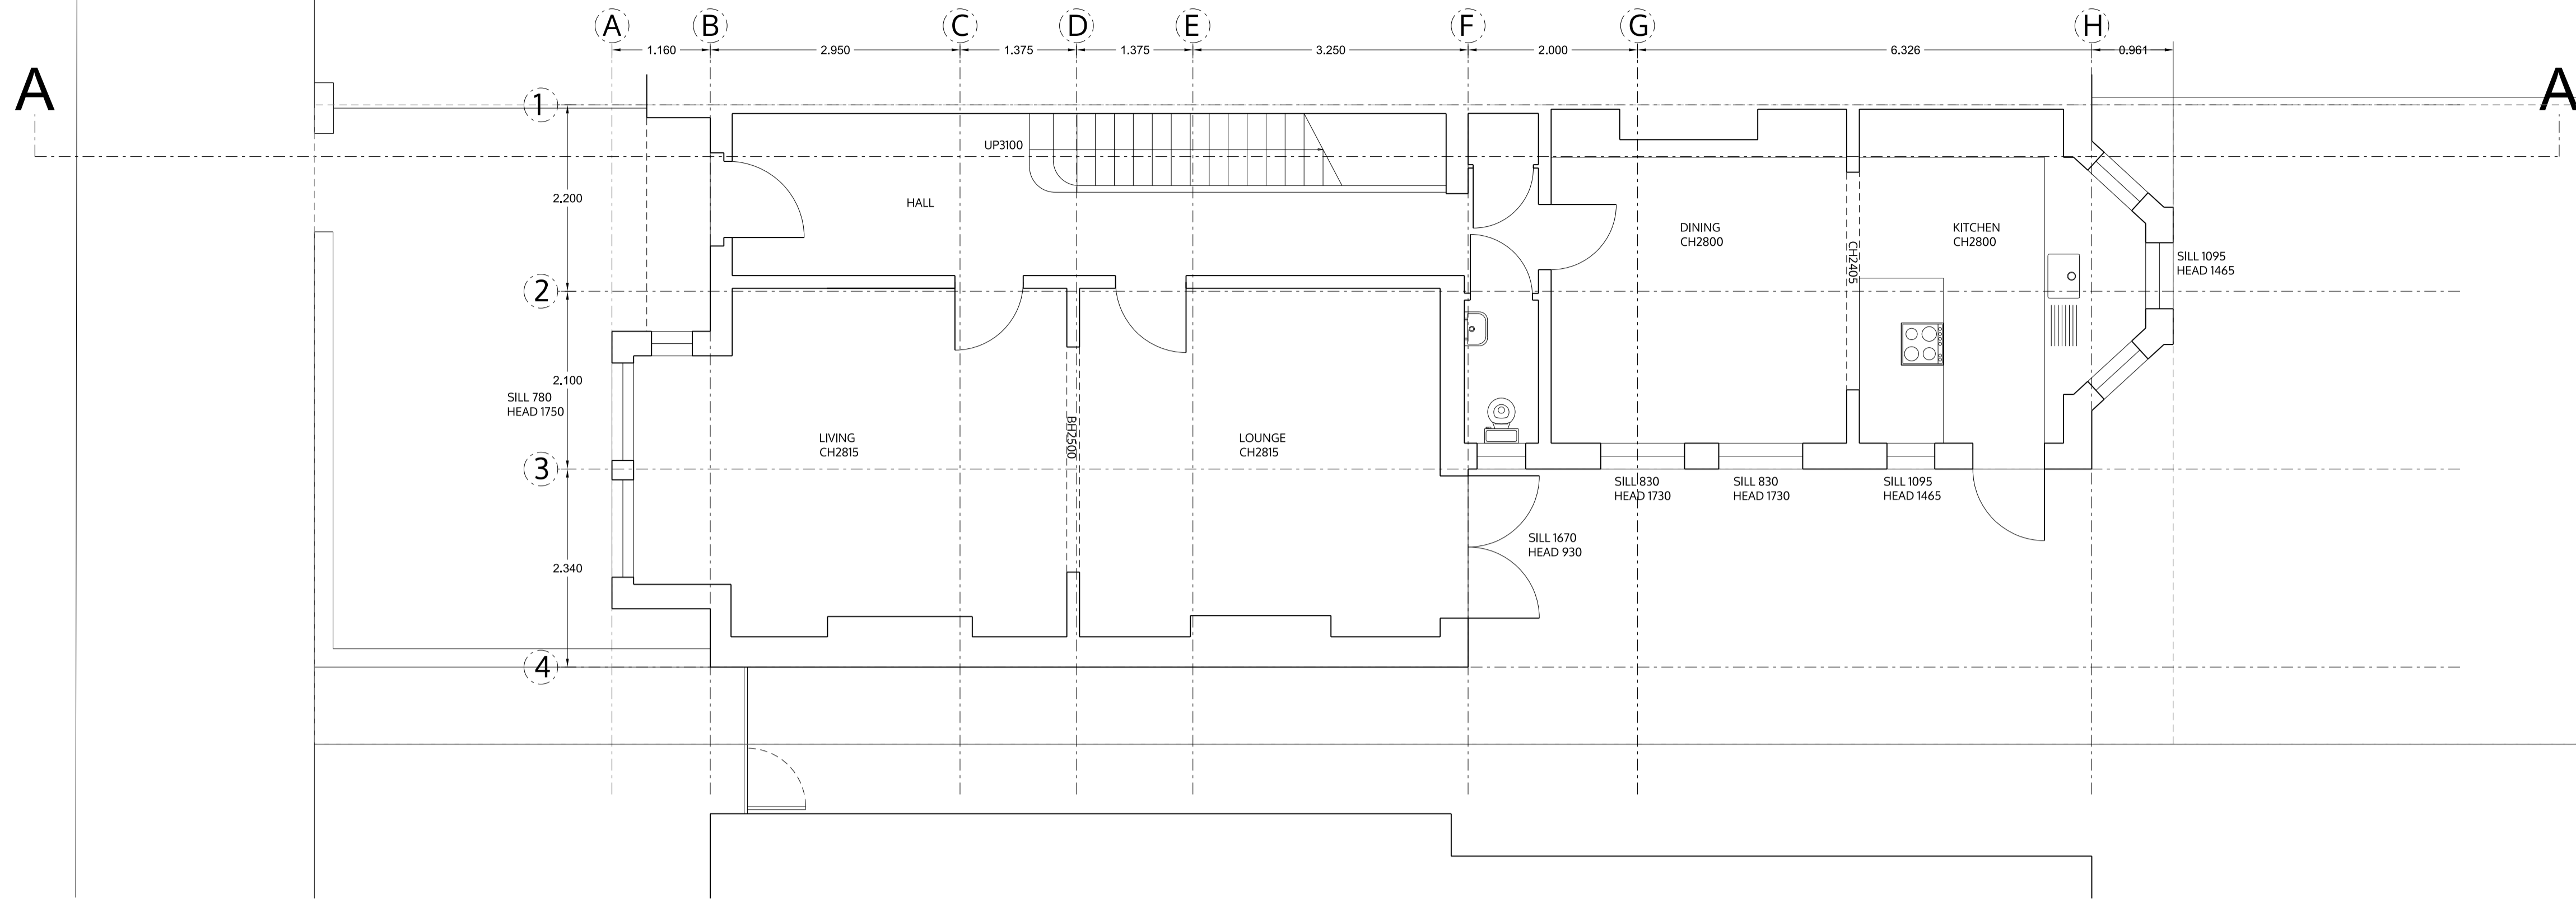 A B C D E F G H
1.160 2.950 1.375 1.375 3.250 2.000 6.326 0.961
A A
1
UP3100
2.200
HALL
DINING
CH2800
KITCHEN
CH2800
CH2405
SILL 1095
HEAD 1465
2
2.100
SILL 780
HEAD 1750
LIVING
CH2815
BH2500
LOUNGE
CH2815
3
SILL 830
HEAD 1730
SILL 830
HEAD 1730
SILL 1095
HEAD 1465
SILL 1670
HEAD 930
2.340
4